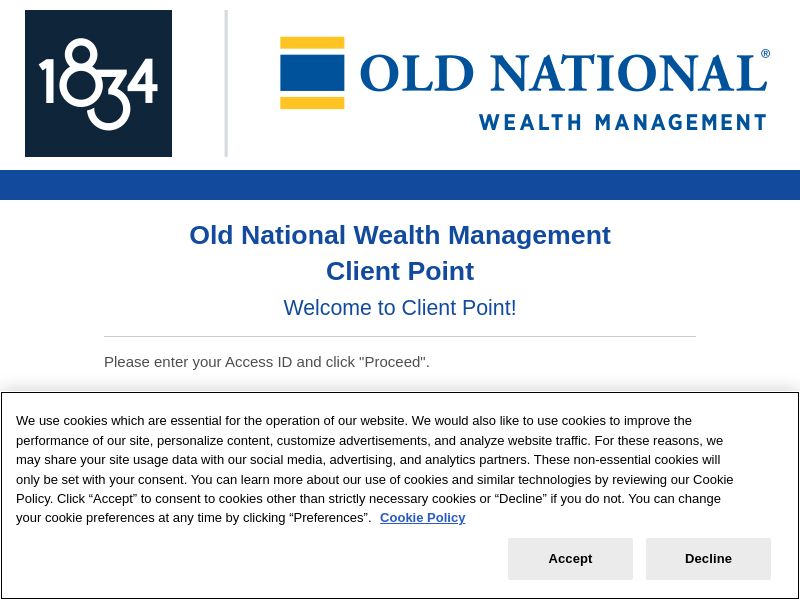 1834
OLD NATIONAL®
WEALTH MANAGEMENT
Old National Wealth Management
Client Point
Welcome to Client Point!
Please enter your Access ID and click "Proceed".
We use cookies which are essential for the operation of our website. We would also like to use cookies to improve the
performance of our site, personalize content, customize advertisements, and analyze website traffic. For these reasons, we
may share your site usage data with our social media, advertising, and analytics partners. These non-essential cookies will
only be set with your consent. You can learn more about our use of cookies and similar technologies by reviewing our Cookie
Policy. Click “Accept” to consent to cookies other than strictly necessary cookies or “Decline” if you do not. You can change
your cookie preferences at any time by clicking “Preferences”. Cookie Policy
Accept Decline